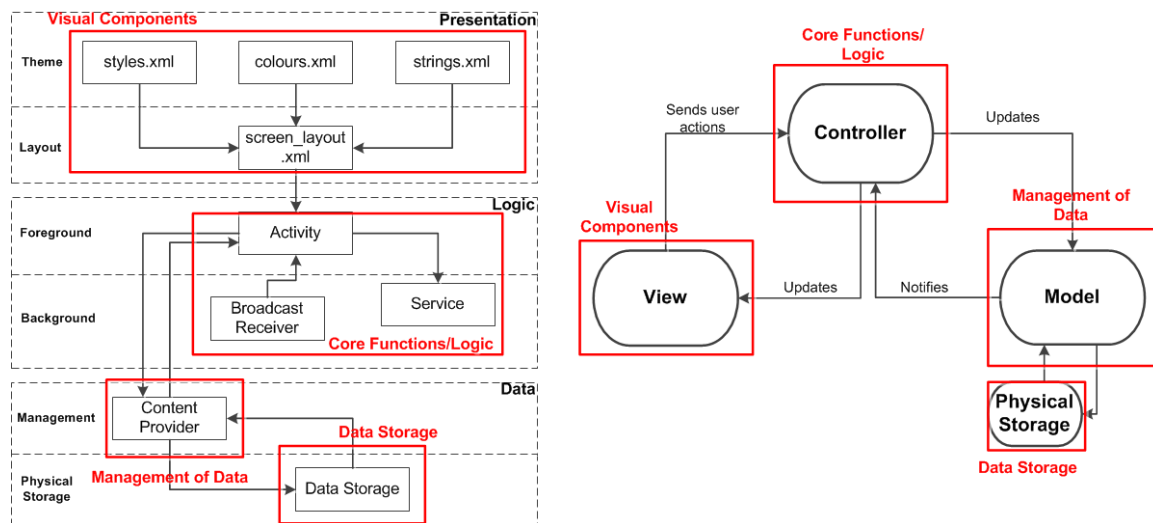 Visual Components
Presentation
Theme
styles.xml
colours.xml
strings.xml
Layout
screen_layout
.xml
Logic
Foreground
Activity
Background
Broadcast
Receiver
Service
Core Functions/Logic
Data
Management
Content
Provider
Data Storage
Management of Data
Physical
Storage
Data Storage
Core Functions/
Logic
Sends user
actions
Controller
Updates
Visual
Components
Management of
Data
View
Updates
Notifies
Model
Physical
Storage
Data Storage